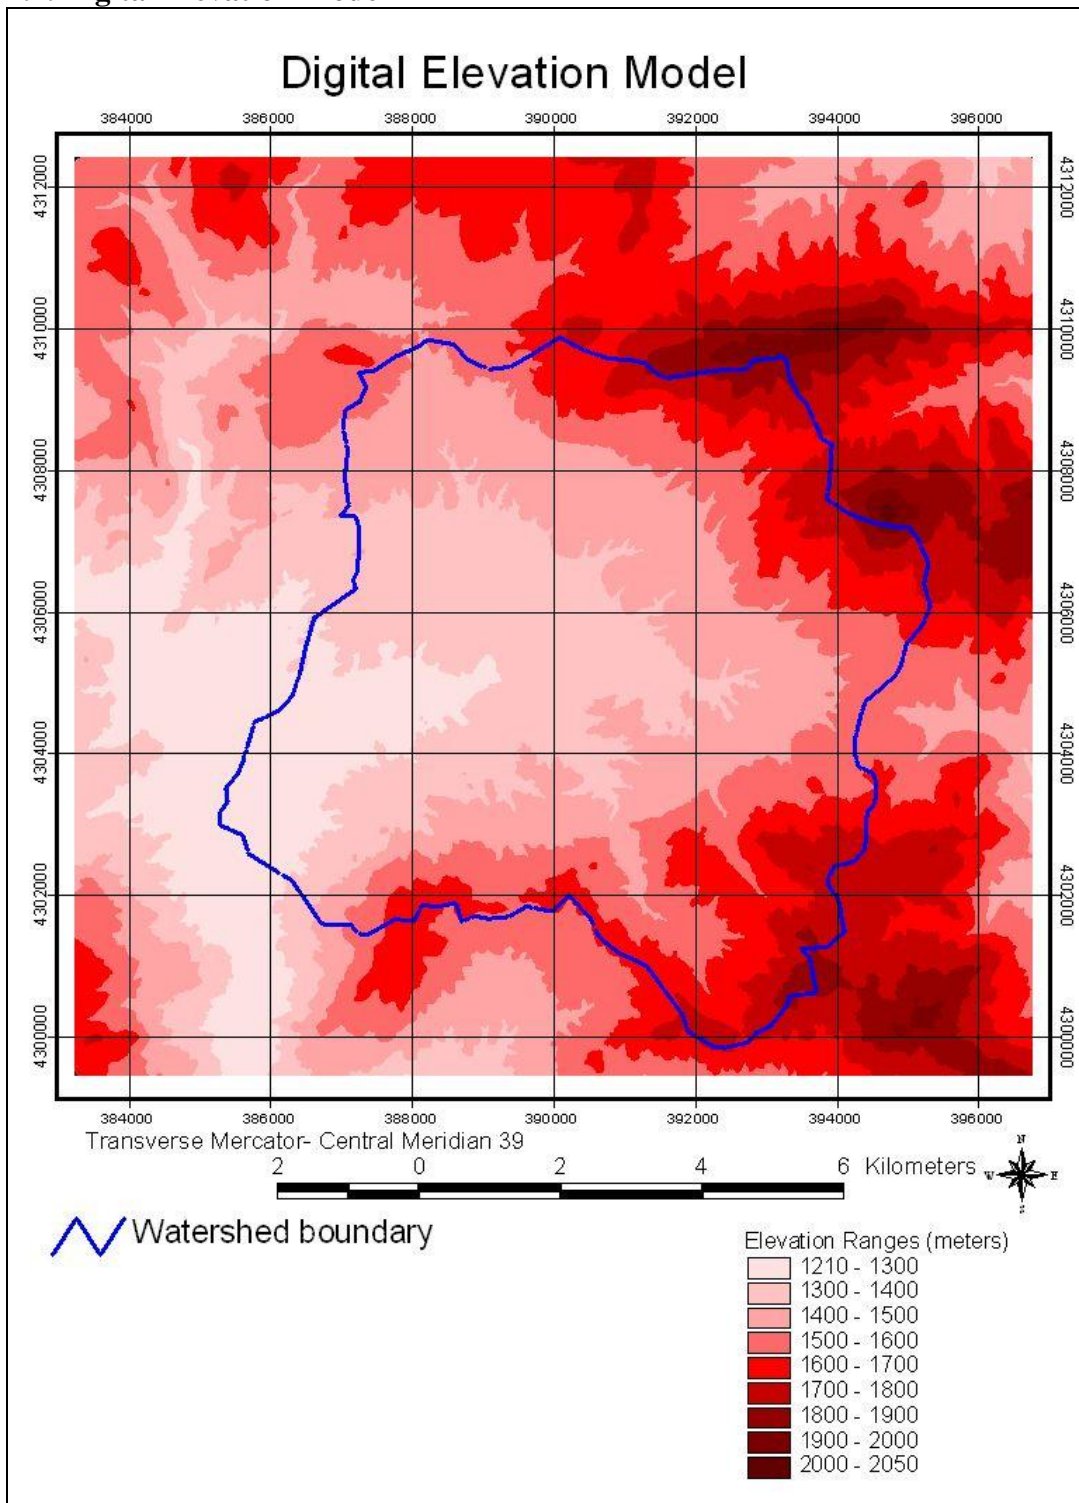 Digital Elevation Model
384000 386000 388000 390000 392000 394000 396000
4312000 4312000
4310000 4310000
4308000 4308000
4306000 4306000
4304000 4304000
4302000 4302000
4300000 4300000
384000 386000 388000 390000 392000 394000 396000
Transverse Mercator- Central Meridian 39
2 0 2 4 6 Kilometers
N
W E
S
Watershed boundary
Elevation Ranges (meters)
1210 - 1300
1300 - 1400
1400 - 1500
1500 - 1600
1600 - 1700
1700 - 1800
1800 - 1900
1900 - 2000
2000 - 2050